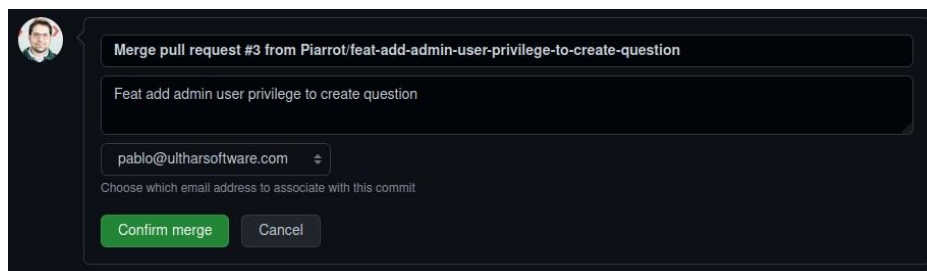 Merge pull request #3 from Piarrot/feat-add-admin-user-privilege-to-create-question
Feat add admin user privilege to create question
pablo@ultharsoftware.com
Choose which email address to associate with this commit
Confirm merge
Cancel